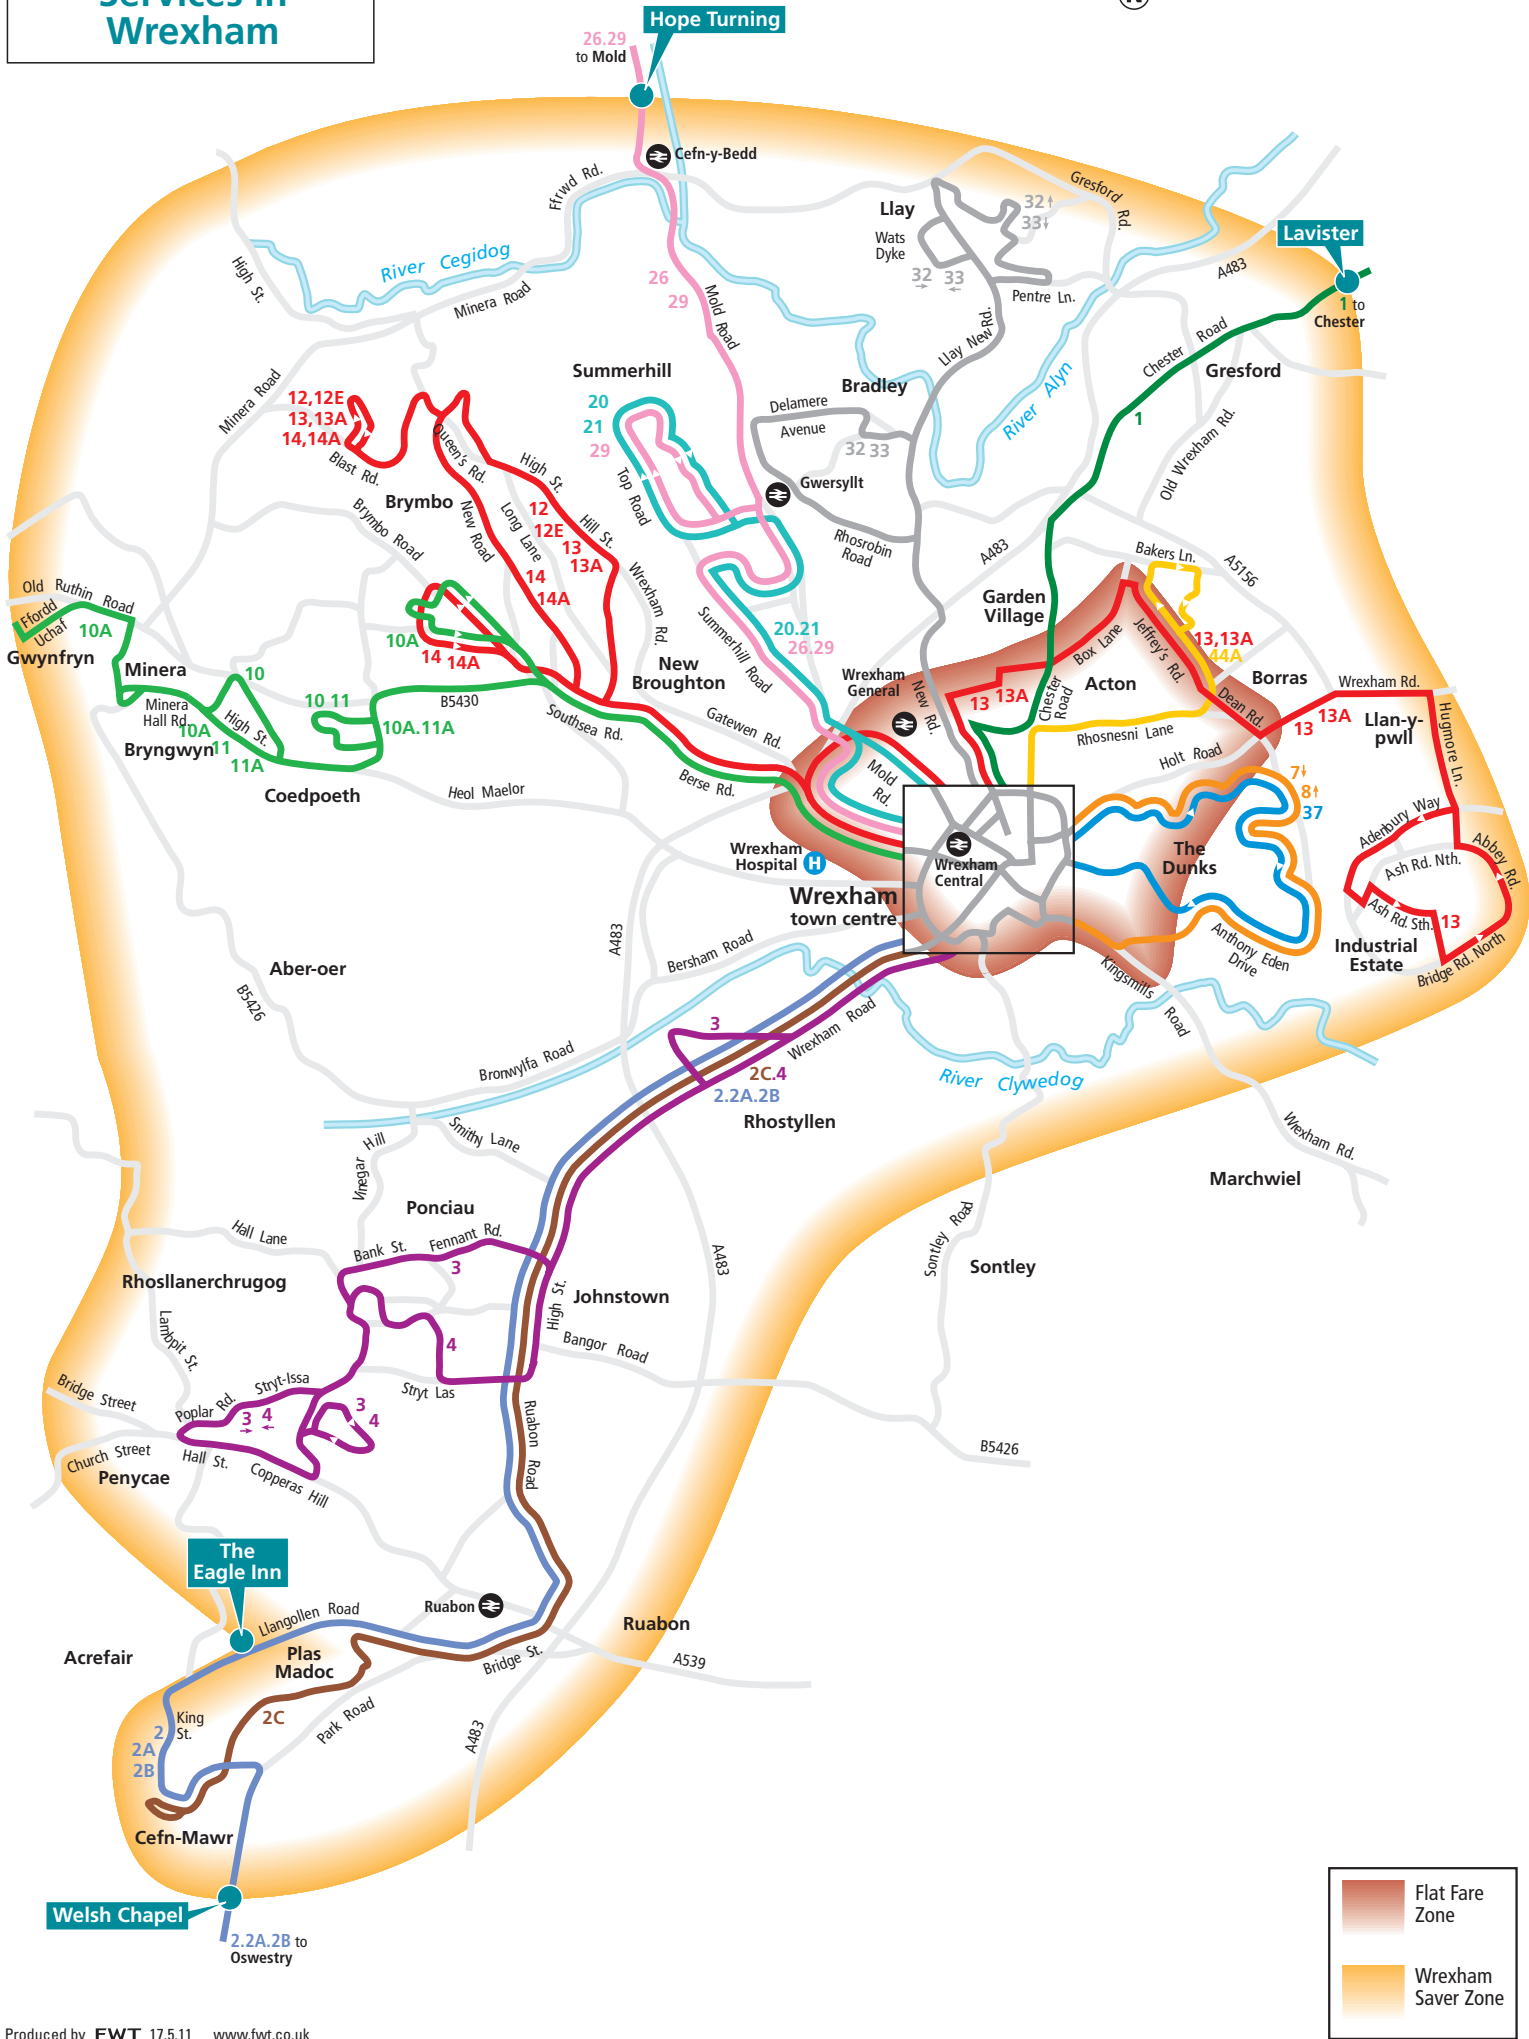 Services in
Wrexham
N
Hope Turning
26.29
to Mold
Cefn-y-Bedd
Ffrwd Rd.
River Cegidog
High St.
Minera Road
Minera Road
26
29
Mold Road
Llay
Wats
Dyke
32
33
32
33
Gresford Rd.
Pentre Ln.
Llay New Rd.
A483
Lavister
1 to
Chester
Chester Road
Gresford
1
Old Wrexham Rd.
River Alyn
Bradley
Delamere
Avenue
32 33
Gwersyllt
Rhosrobin
Road
Summerhill
20
21
29
Top Road
12,12E
13,13A
14,14A
Blast Rd.
Queen's Rd.
Brymbo
Brymbo Road
New Road
Long Lane
High St.
Hill St.
12
12E
13
13A
14
14A
Wrexham Rd.
Summerhill Road
20.21
26.29
A483
Bakers Ln.
A5156
Garden
Village
Box Lane
Jeffrey's Rd.
13,13A
44A
Acton
Borras
Dean Rd.
Wrexham Rd.
13
13A
Llan-y-
pwll
Hugmore Ln.
Old Ruthin Road
Ffordd
Uchaf
10A
Gwynfryn
Minera
Minera
Hall Rd.
10
10A
High St.
Bryngwyn
11
11A
10 11
10A.11A
B5430
10A
14
14A
Coedpoeth
Heol Maelor
Southsea Rd.
New
Broughton
Gatewen Rd.
Berse Rd.
Wrexham
General
New Rd.
13
13A
Chester
Road
Rhosnesni Lane
Holt Road
Mold
Rd.
Wrexham
Hospital
H
Wrexham
Central
Wrexham
town centre
The
Dunks
7
8
37
Anthony Eden
Drive
Kingsmills
Road
Adenbury Way
Ash Rd. Nth.
Abbey Rd.
Ash Rd. Sth.
13
Industrial
Estate
Bridge Rd. North
Aber-oer
B5426
A483
Bersham Road
Bronwylfa Road
3
Wrexham Road
2C.4
2.2A.2B
Rhostyllen
River Clywedog
Wrexham Rd.
Marchwiel
Vinegar Hill
Smithy Lane
Ponciau
Hall Lane
Bank St.
Fennant Rd.
3
Rhosllanerchrugog
Johnstown
High St.
A483
Sontley Road
Sontley
Lambpit St.
4
Bangor Road
Stryt Las
Bridge Street
Stryt-Issa
Poplar Rd.
3 4
3
4
Hall St.
Church Street
Penycae
Copperas Hill
Ruabon Road
B5426
The
Eagle Inn
Llangollen Road
Ruabon
Ruabon
Acrefair
Plas
Madoc
Bridge St.
A539
2C
Park Road
King
St.
2
2A
2B
A483
Cefn-Mawr
Welsh Chapel
2.2A.2B to
Oswestry
Flat Fare
Zone
Wrexham
Saver Zone
Produced by FWT 17.5.11 www.fwt.co.uk